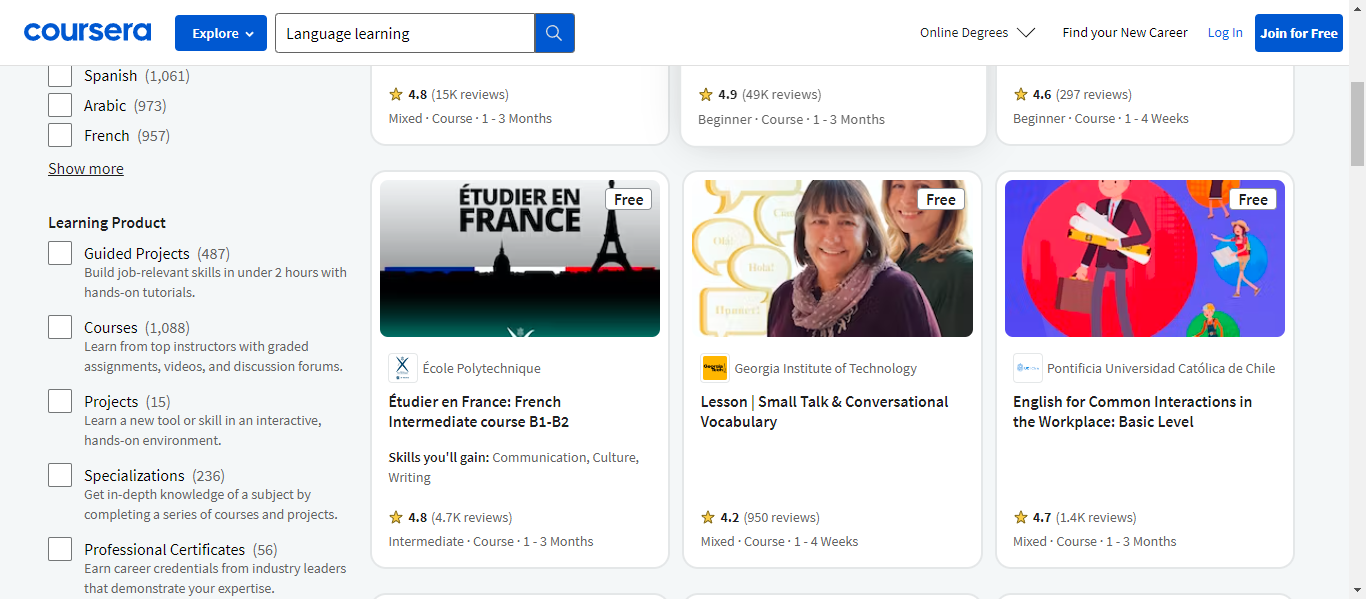 coursera
Explore
Language learning
Online Degrees
Find your New Career
Log In
Join for Free
Spanish (1,061)
Arabic (973)
French (957)
Show more
Learning Product
Guided Projects (487)
Build job-relevant skills in under 2 hours with
hands-on tutorials.
Courses (1,088)
Learn from top instructors with graded
assignments, videos, and discussion forums.
Projects (15)
Learn a new tool or skill in an interactive,
hands-on environment.
Specializations (236)
Get in-depth knowledge of a subject by
completing a series of courses and projects.
Professional Certificates (56)
Earn career credentials from industry leaders
that demonstrate your expertise.
4.8 (15K reviews)
Mixed · Course · 1 - 3 Months
4.9 (49K reviews)
Beginner · Course · 1 - 3 Months
4.6 (297 reviews)
Beginner · Course · 1 - 4 Weeks
ÉTUDIER EN
FRANCE
Free
École Polytechnique
Étudier en France: French
Intermediate course B1-B2
Skills you'll gain: Communication, Culture,
Writing
4.8 (4.7K reviews)
Intermediate · Course · 1 - 3 Months
Free
Olá!
Hola!
Привет!
Georgia Institute of Technology
Lesson | Small Talk & Conversational
Vocabulary
4.2 (950 reviews)
Mixed · Course · 1 - 4 Weeks
Free
Pontificia Universidad Católica de Chile
English for Common Interactions in
the Workplace: Basic Level
4.7 (1.4K reviews)
Mixed · Course · 1 - 3 Months